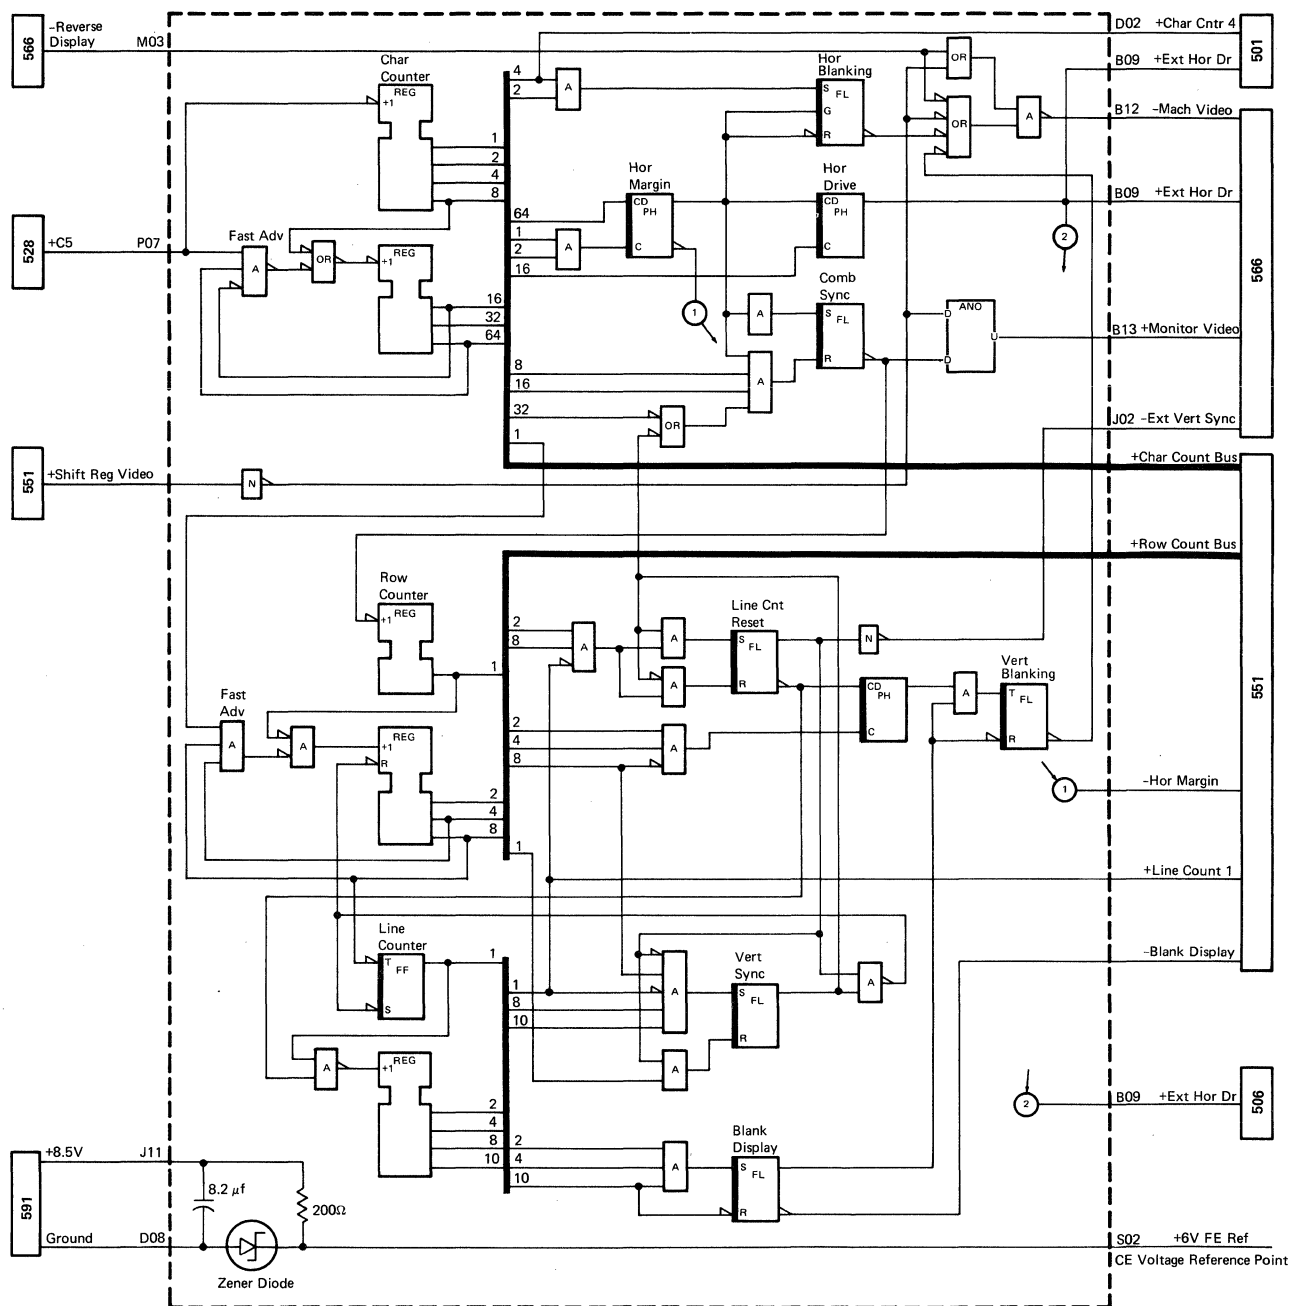 D02 +Char Cntr 4
566
-Reverse
Display
M03
501
Char
Counter
REG
+1
4
2
A
Hor
Blanking
S
FL
G
R
OR
OR
A
B09 +Ext Hor Dr
B12 -Mach Video
1
2
4
8
Hor
Margin
CD
PH
C
Hor
Drive
CD
PH
C
B09 +Ext Hor Dr
64
1
2
A
16
528
+C5
P07
Fast Adv
A
OR
REG
+1
16
32
64
2
566
Comb
Sync
S
FL
R
1
A
ANO
D
D
U
B13 +Monitor Video
8
16
32
1
A
OR
J02 -Ext Vert Sync
551
+Shift Reg Video
N
+Char Count Bus
+Row Count Bus
Row
Counter
REG
+1
1
2
8
A
A
A
Line Cnt
Reset
S
FL
R
N
Vert
Blanking
T
FL
R
CD
PH
C
A
551
Fast
Adv
A
A
REG
+1
R
2
4
8
2
4
8
1
A
1
-Hor Margin
+Line Count 1
Line
Counter
T
FF
S
1
1
8
10
A
Vert
Sync
S
FL
R
A
A
-Blank Display
A
REG
+1
2
4
8
10
2
4
10
A
Blank
Display
S
FL
R
2
B09 +Ext Hor Dr
506
591
+8.5V
J11
8.2 μf
200Ω
Ground
D08
Zener Diode
S02
+6V FE Ref
CE Voltage Reference Point